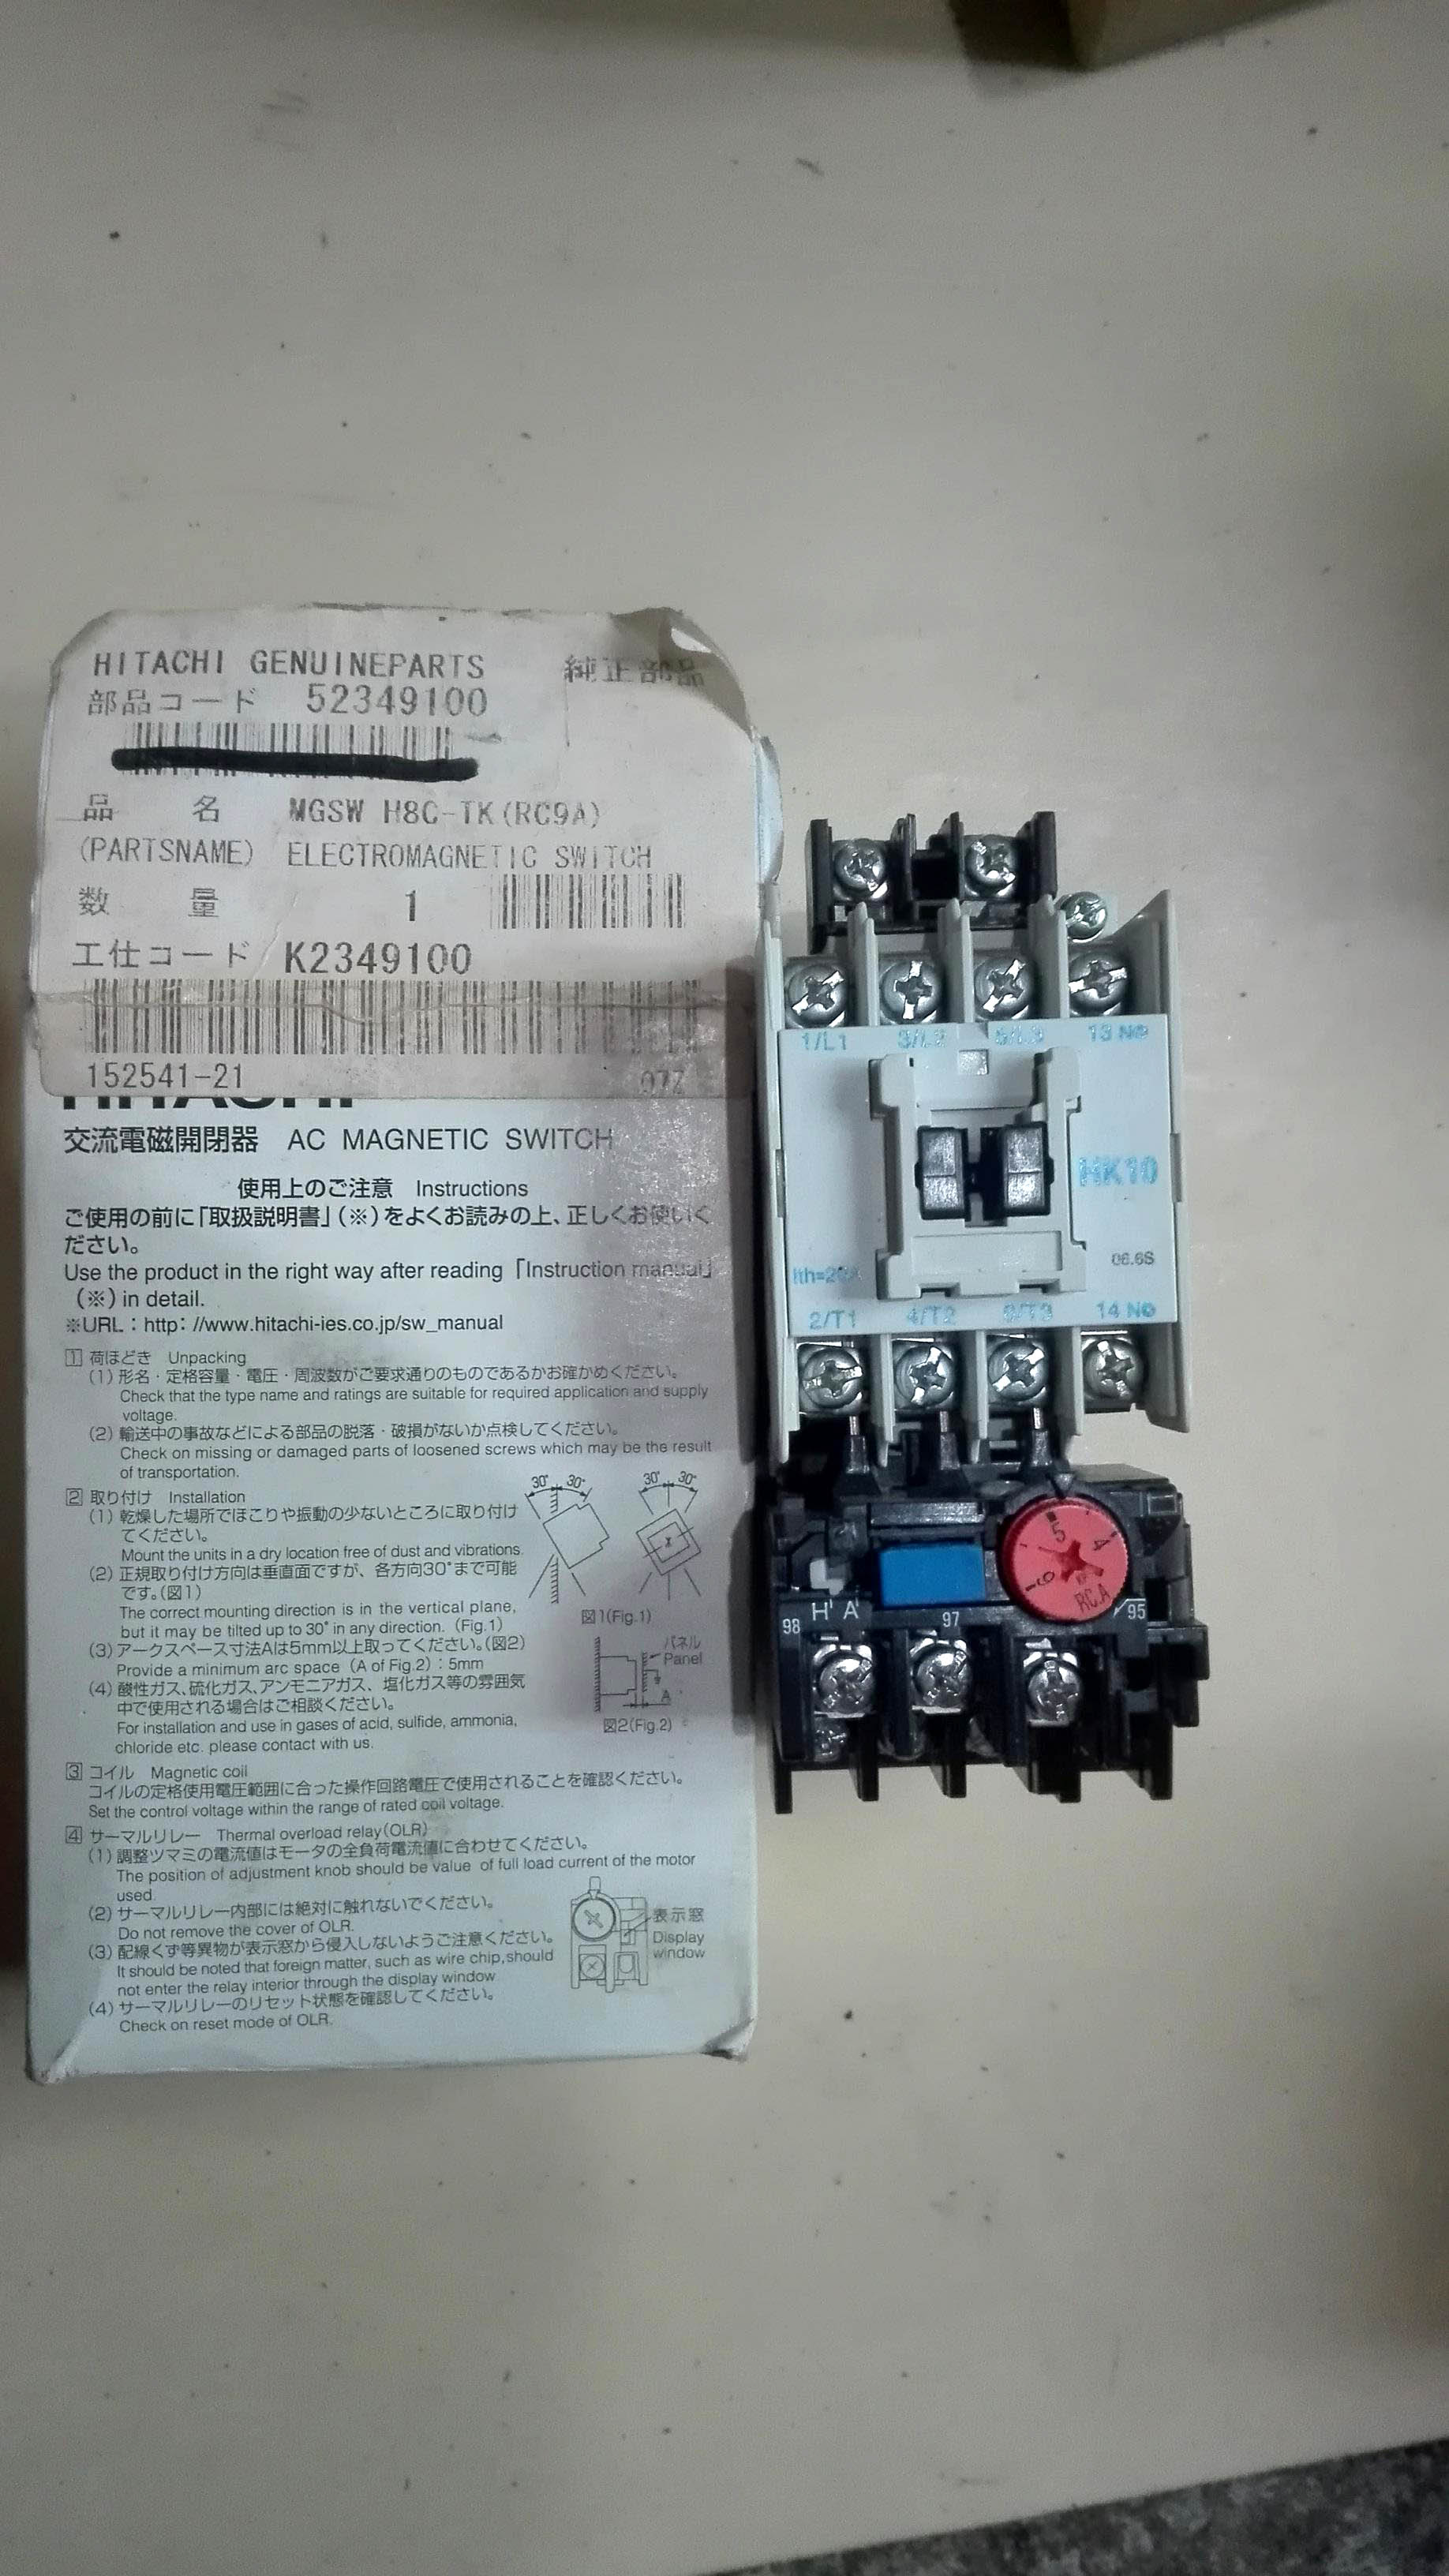 HITACHI GENUINEPARTS 純正部品
部品コード 52349100
品 名 MGSW H8C-TK(RC9A)
(PARTSNAME) ELECTROMAGNETIC SWITCH
数 量 1
工仕コード K2349100
152541-21 07Z
HITACHI
交流電磁開閉器 AC MAGNETIC SWITCH
使用上のご注意 Instructions
ご使用の前に「取扱説明書」(※)をよくお読みの上、正しくお使いく
ださい。
Use the product in the right way after reading 「Instruction manual」
(※) in detail.
※URL : http: //www.hitachi-ies.co.jp/sw_manual
1 荷ほどき Unpacking
(1) 形名・定格容量・電圧・周波数がご要求通りのものであるかお確かめください。
Check that the type name and ratings are suitable for required application and supply
voltage.
(2) 輸送中の事故などによる部品の脱落・破損がないか点検してください。
Check on missing or damaged parts of loosened screws which may be the result
of transportation.
2 取り付け Installation
(1) 乾燥した場所でほこりや振動の少ないところに取り付け
てください。
Mount the units in a dry location free of dust and vibrations.
(2) 正規取り付け方向は垂直面ですが、各方向30°まで可能
です。(図1)
The correct mounting direction is in the vertical plane,
but it may be tilted up to 30° in any direction. (Fig.1)
(3) アークスペース寸法Aは5mm以上取ってください。(図2)
Provide a minimum arc space (A of Fig.2) : 5mm
(4) 酸性ガス、硫化ガス、アンモニアガス、塩化ガス等の雰囲気
中で使用される場合はご相談ください。
For installation and use in gases of acid, sulfide, ammonia,
chloride etc. please contact with us.
30° 30° 30° 30°
図1(Fig.1)
パネル
Panel
A
図2(Fig.2)
3 コイル Magnetic coil
コイルの定格使用電圧範囲に合った操作回路電圧で使用されることを確認ください。
Set the control voltage within the range of rated coil voltage.
4 サーマルリレー Thermal overload relay(OLR)
(1) 調整ツマミの電流値はモータの全負荷電流値に合わせてください。
The position of adjustment knob should be value of full load current of the motor
used.
(2) サーマルリレー内部には絶対に触れないでください。
Do not remove the cover of OLR.
(3) 配線くず等異物が表示窓から侵入しないようご注意ください。
It should be noted that foreign matter, such as wire chip,should
not enter the relay interior through the display window
(4) サーマルリレーのリセット状態を確認してください。
Check on reset mode of OLR.
表示窓
Display
window
1/L1 3/L2 5/L3 13 NO
HK10
06.6S
Ith=20A
2/T1 4/T2 6/T3 14 NO
5 4 6
RC.A
H A
98 97 95